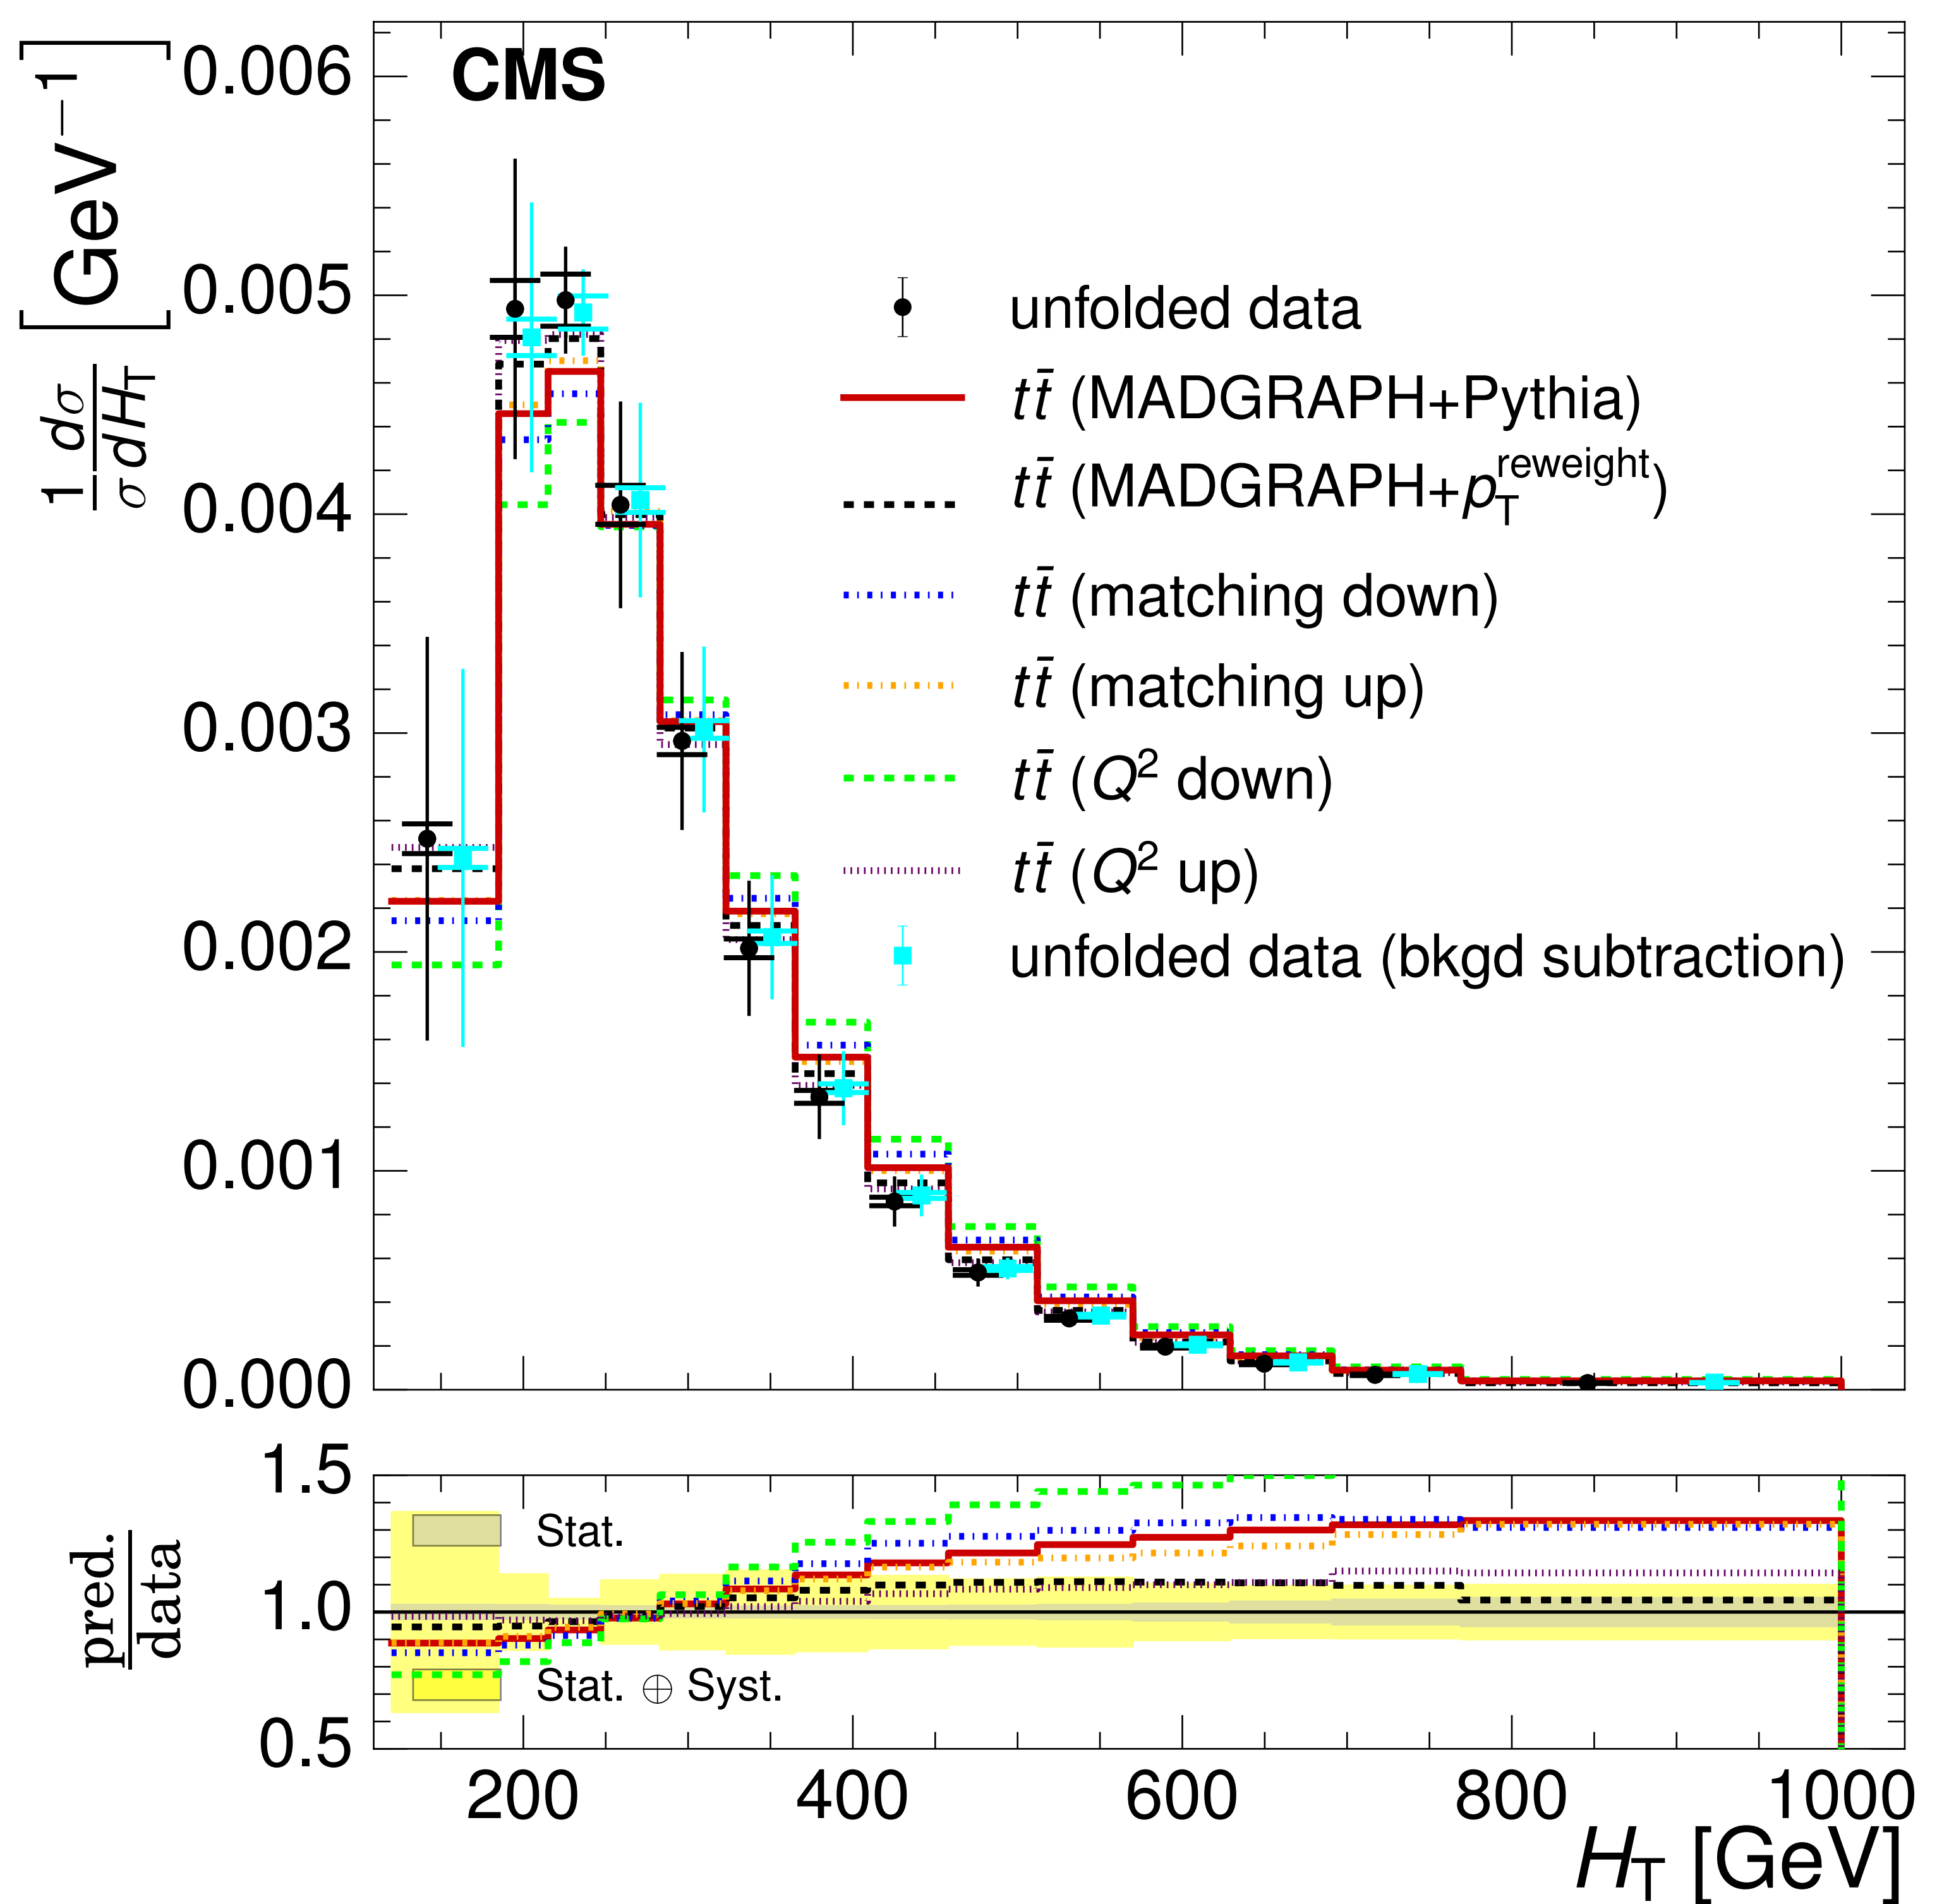 CMS
1/σ dσ/dH_T [GeV⁻¹]
0.006
0.005
0.004
0.003
0.002
0.001
0.000
unfolded data
tt̄ (MADGRAPH+Pythia)
tt̄ (MADGRAPH+p_T^reweight)
tt̄ (matching down)
tt̄ (matching up)
tt̄ (Q² down)
tt̄ (Q² up)
unfolded data (bkgd subtraction)
pred./data
1.5
1.0
0.5
Stat.
Stat. ⊕ Syst.
200 400 600 800 1000
H_T [GeV]